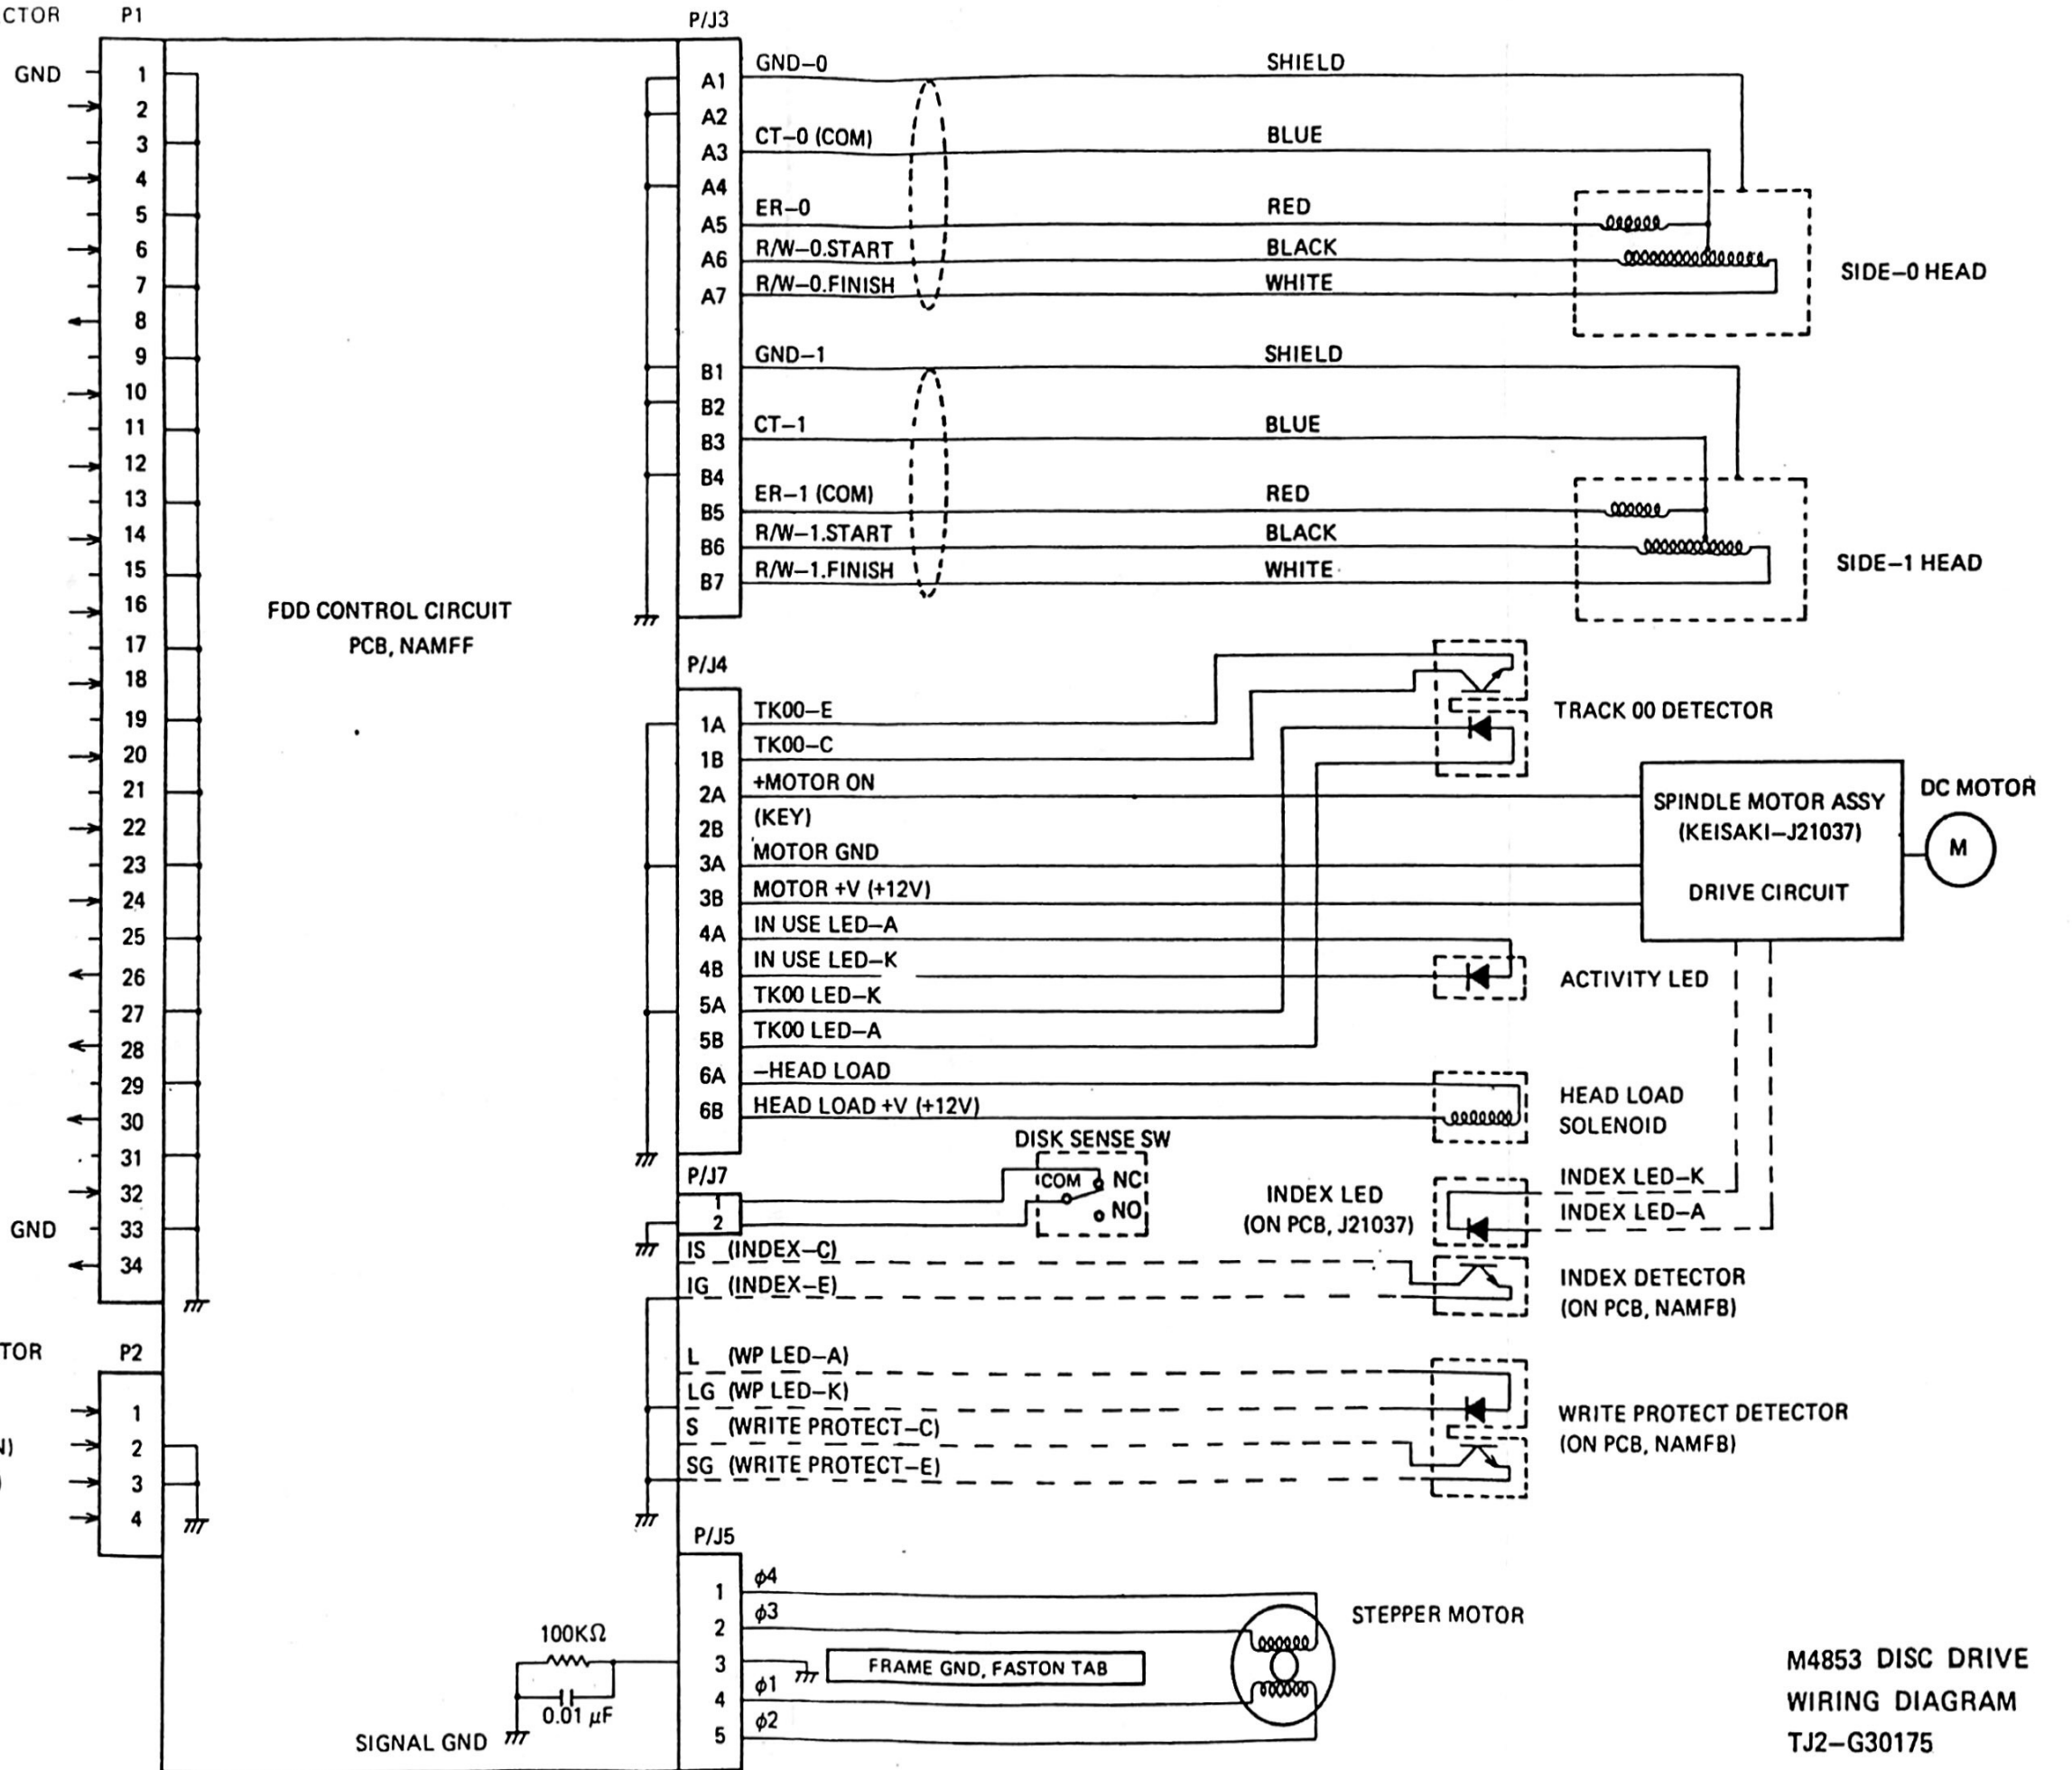 CTOR
P1
GND
1
2
3
4
5
6
7
8
9
10
11
12
13
14
15
16
17
18
19
20
21
22
23
24
25
26
27
28
29
30
31
32
GND 33
34
TOR
P2
1
N) 2
) 3
4
FDD CONTROL CIRCUIT
PCB, NAMFF
P/J3
A1 GND–0 SHIELD
A2
A3 CT–0 (COM) BLUE
A4
A5 ER–0 RED
A6 R/W–0.START BLACK
A7 R/W–0.FINISH WHITE
SIDE–0 HEAD
B1 GND–1 SHIELD
B2
B3 CT–1 BLUE
B4
B5 ER–1 (COM) RED
B6 R/W–1.START BLACK
B7 R/W–1.FINISH WHITE
SIDE–1 HEAD
P/J4
1A TK00–E
1B TK00–C
2A +MOTOR ON
2B (KEY)
3A MOTOR GND
3B MOTOR +V (+12V)
4A IN USE LED–A
4B IN USE LED–K
5A TK00 LED–K
5B TK00 LED–A
6A –HEAD LOAD
6B HEAD LOAD +V (+12V)
TRACK 00 DETECTOR
SPINDLE MOTOR ASSY
(KEISAKI–J21037)
DRIVE CIRCUIT
DC MOTOR
M
ACTIVITY LED
HEAD LOAD
SOLENOID
P/J7
1
2
DISK SENSE SW
COM NC
NO
INDEX LED
(ON PCB, J21037)
INDEX LED–K
INDEX LED–A
IS (INDEX–C)
IG (INDEX–E)
INDEX DETECTOR
(ON PCB, NAMFB)
L (WP LED–A)
LG (WP LED–K)
S (WRITE PROTECT–C)
SG (WRITE PROTECT–E)
WRITE PROTECT DETECTOR
(ON PCB, NAMFB)
P/J5
1 ϕ4
2 ϕ3
3
4 ϕ1
5 ϕ2
FRAME GND, FASTON TAB
STEPPER MOTOR
100KΩ
0.01 μF
SIGNAL GND
M4853 DISC DRIVE
WIRING DIAGRAM
TJ2–G30175